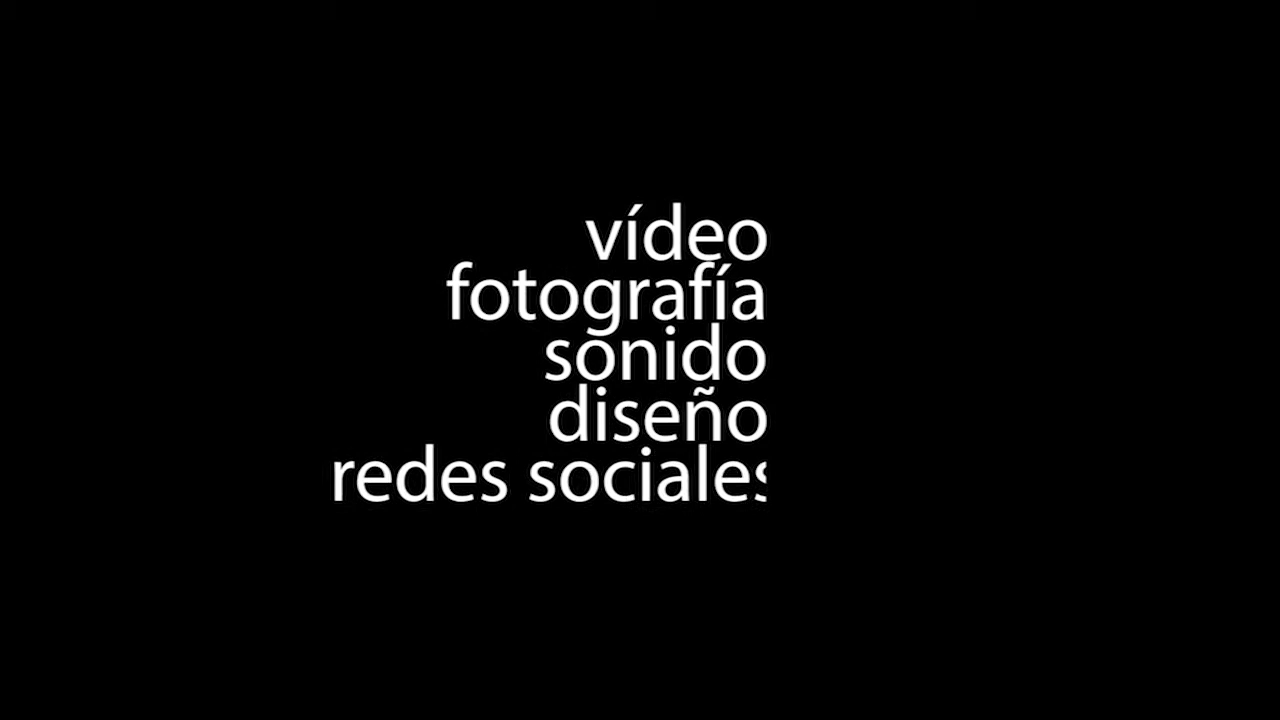 vídeo
fotografía
sonido
diseño
redes sociales